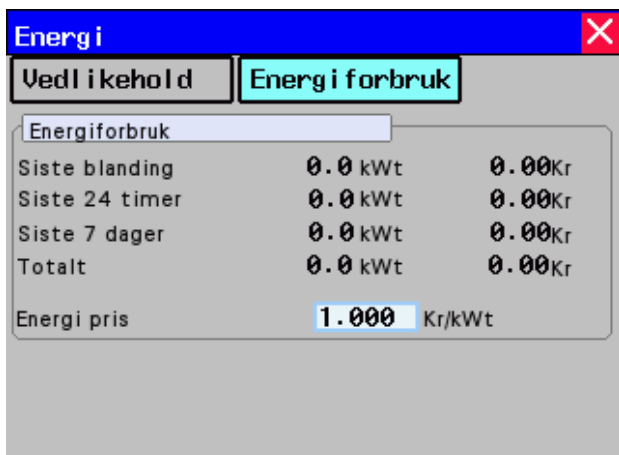 Energi
Vedlikehold Energiforbruk
Energiforbruk
Siste blanding 0.0 kWt 0.00Kr
Siste 24 timer 0.0 kWt 0.00Kr
Siste 7 dager 0.0 kWt 0.00Kr
Totalt 0.0 kWt 0.00Kr
Energi pris 1.000 Kr/kWt